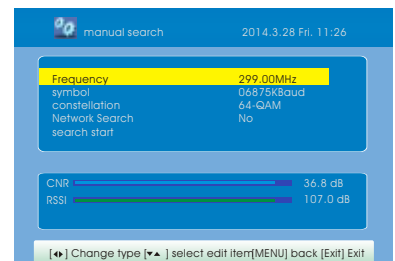 manual search 2014.3.28 Fri. 11:26
Frequency 299.00MHz
symbol 06875KBaud
constellation 64-QAM
Network Search No
search start
CNR 36.8 dB
RSSI 107.0 dB
[◂▸] Change type [▾▴ ] select edit item[MENU] back [Exit] Exit